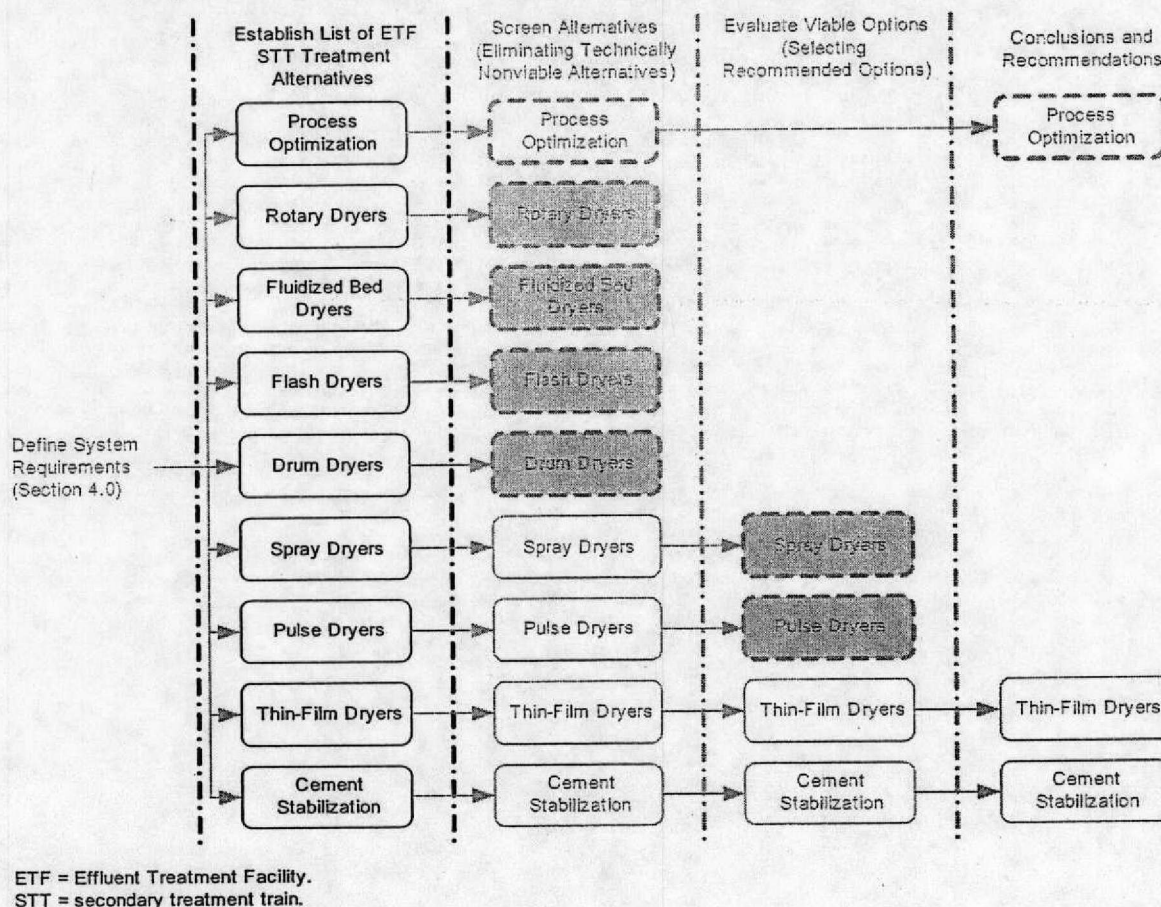 Establish List of ETF
STT Treatment
Alternatives
Screen Alternatives
(Eliminating Technically
Nonviable Alternatives)
Evaluate Viable Options
(Selecting
Recommended Options)
Conclusions and
Recommendations
Process
Optimization
Process
Optimization
Process
Optimization
Rotary Dryers
Rotary Dryers
Fluidized Bed
Dryers
Fluidized Bed
Dryers
Flash Dryers
Flash Dryers
Define System
Requirements
(Section 4.0)
Drum Dryers
Drum Dryers
Spray Dryers
Spray Dryers
Spray Dryers
Pulse Dryers
Pulse Dryers
Pulse Dryers
Thin-Film Dryers
Thin-Film Dryers
Thin-Film Dryers
Thin-Film Dryers
Cement
Stabilization
Cement
Stabilization
Cement
Stabilization
Cement
Stabilization
ETF = Effluent Treatment Facility.
STT = secondary treatment train.